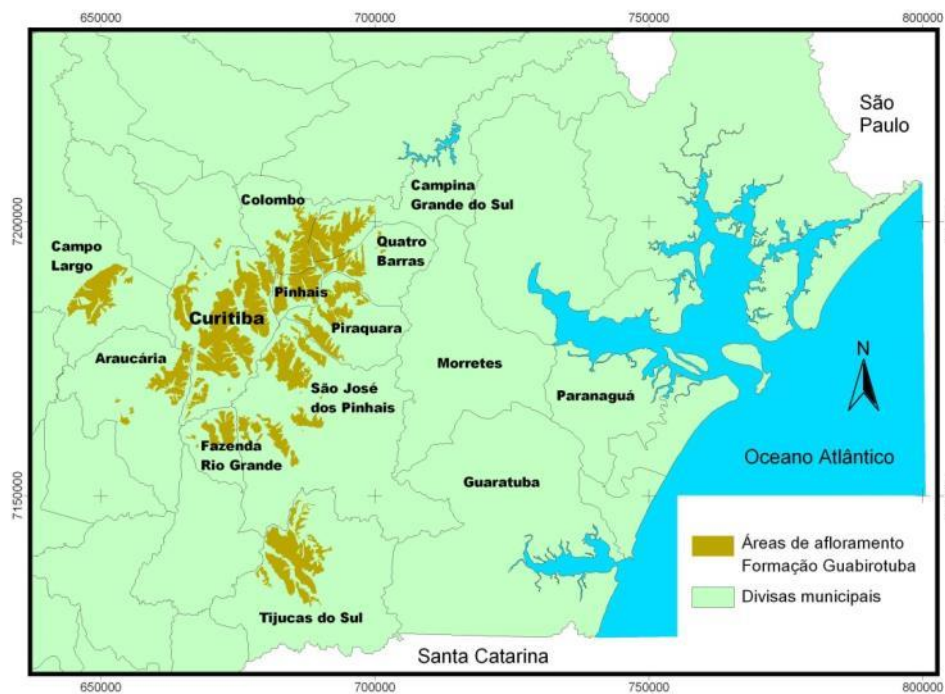 650000
700000
750000
800000
São
Paulo
Campina
Grande do Sul
Colombo
7200000
7200000
Quatro
Barras
Campo
Largo
Pinhais
Curitiba
Piraquara
Araucária
Morretes
N
São José
dos Pinhais
Paranaguá
Fazenda
Rio Grande
Oceano Atlântico
Guaratuba
7150000
7150000
Áreas de afloramento
Formação Guabirotuba
Divisas municipais
Tijucas do Sul
Santa Catarina
650000
700000
750000
800000